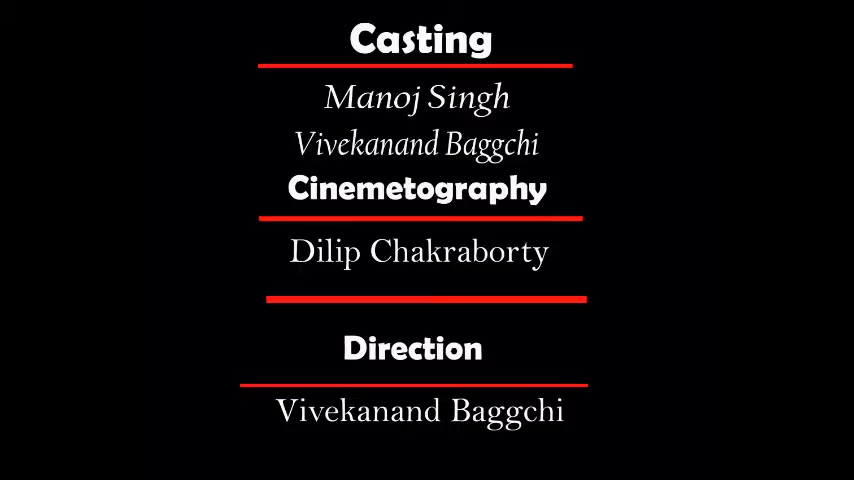 Casting
Manoj Singh
Vivekanand Baggchi
Cinemetography
Dilip Chakraborty
Direction
Vivekanand Baggchi